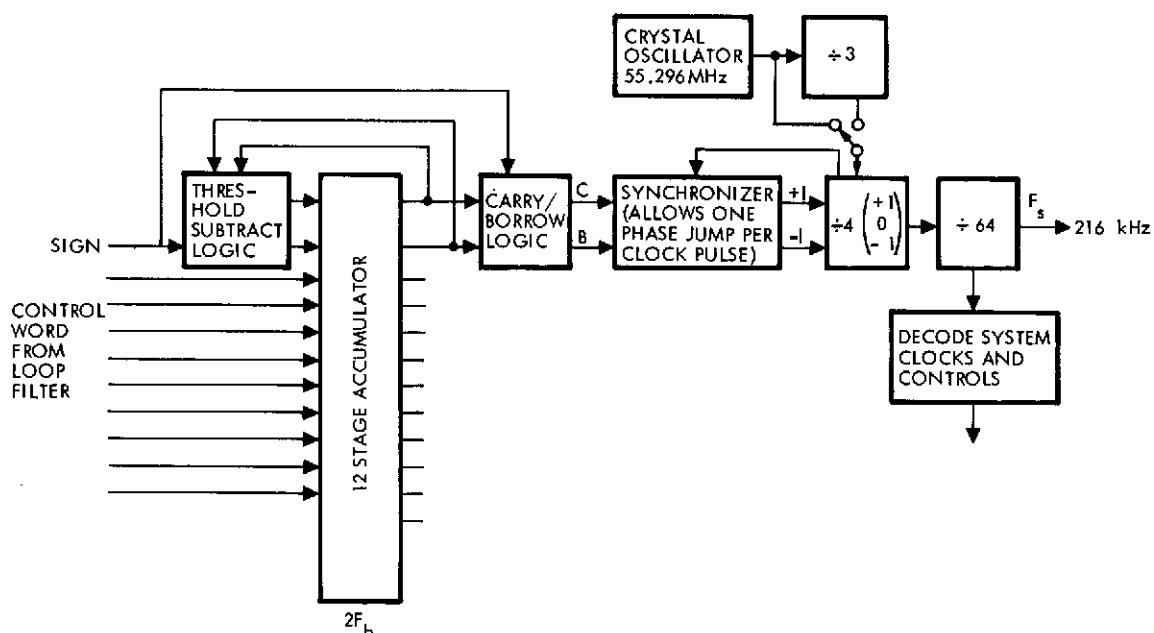 CRYSTAL
OSCILLATOR
55.296MHz
÷3
THRES-
HOLD
SUBTRACT
LOGIC
CARRY/
BORROW
LOGIC
C
B
SYNCHRONIZER
(ALLOWS ONE
PHASE JUMP PER
CLOCK PULSE)
+1
-1
÷4 (+1 0 -1)
÷ 64
F_s
216 kHz
SIGN
CONTROL
WORD
FROM
LOOP
FILTER
12 STAGE ACCUMULATOR
DECODE SYSTEM
CLOCKS AND
CONTROLS
2F_b